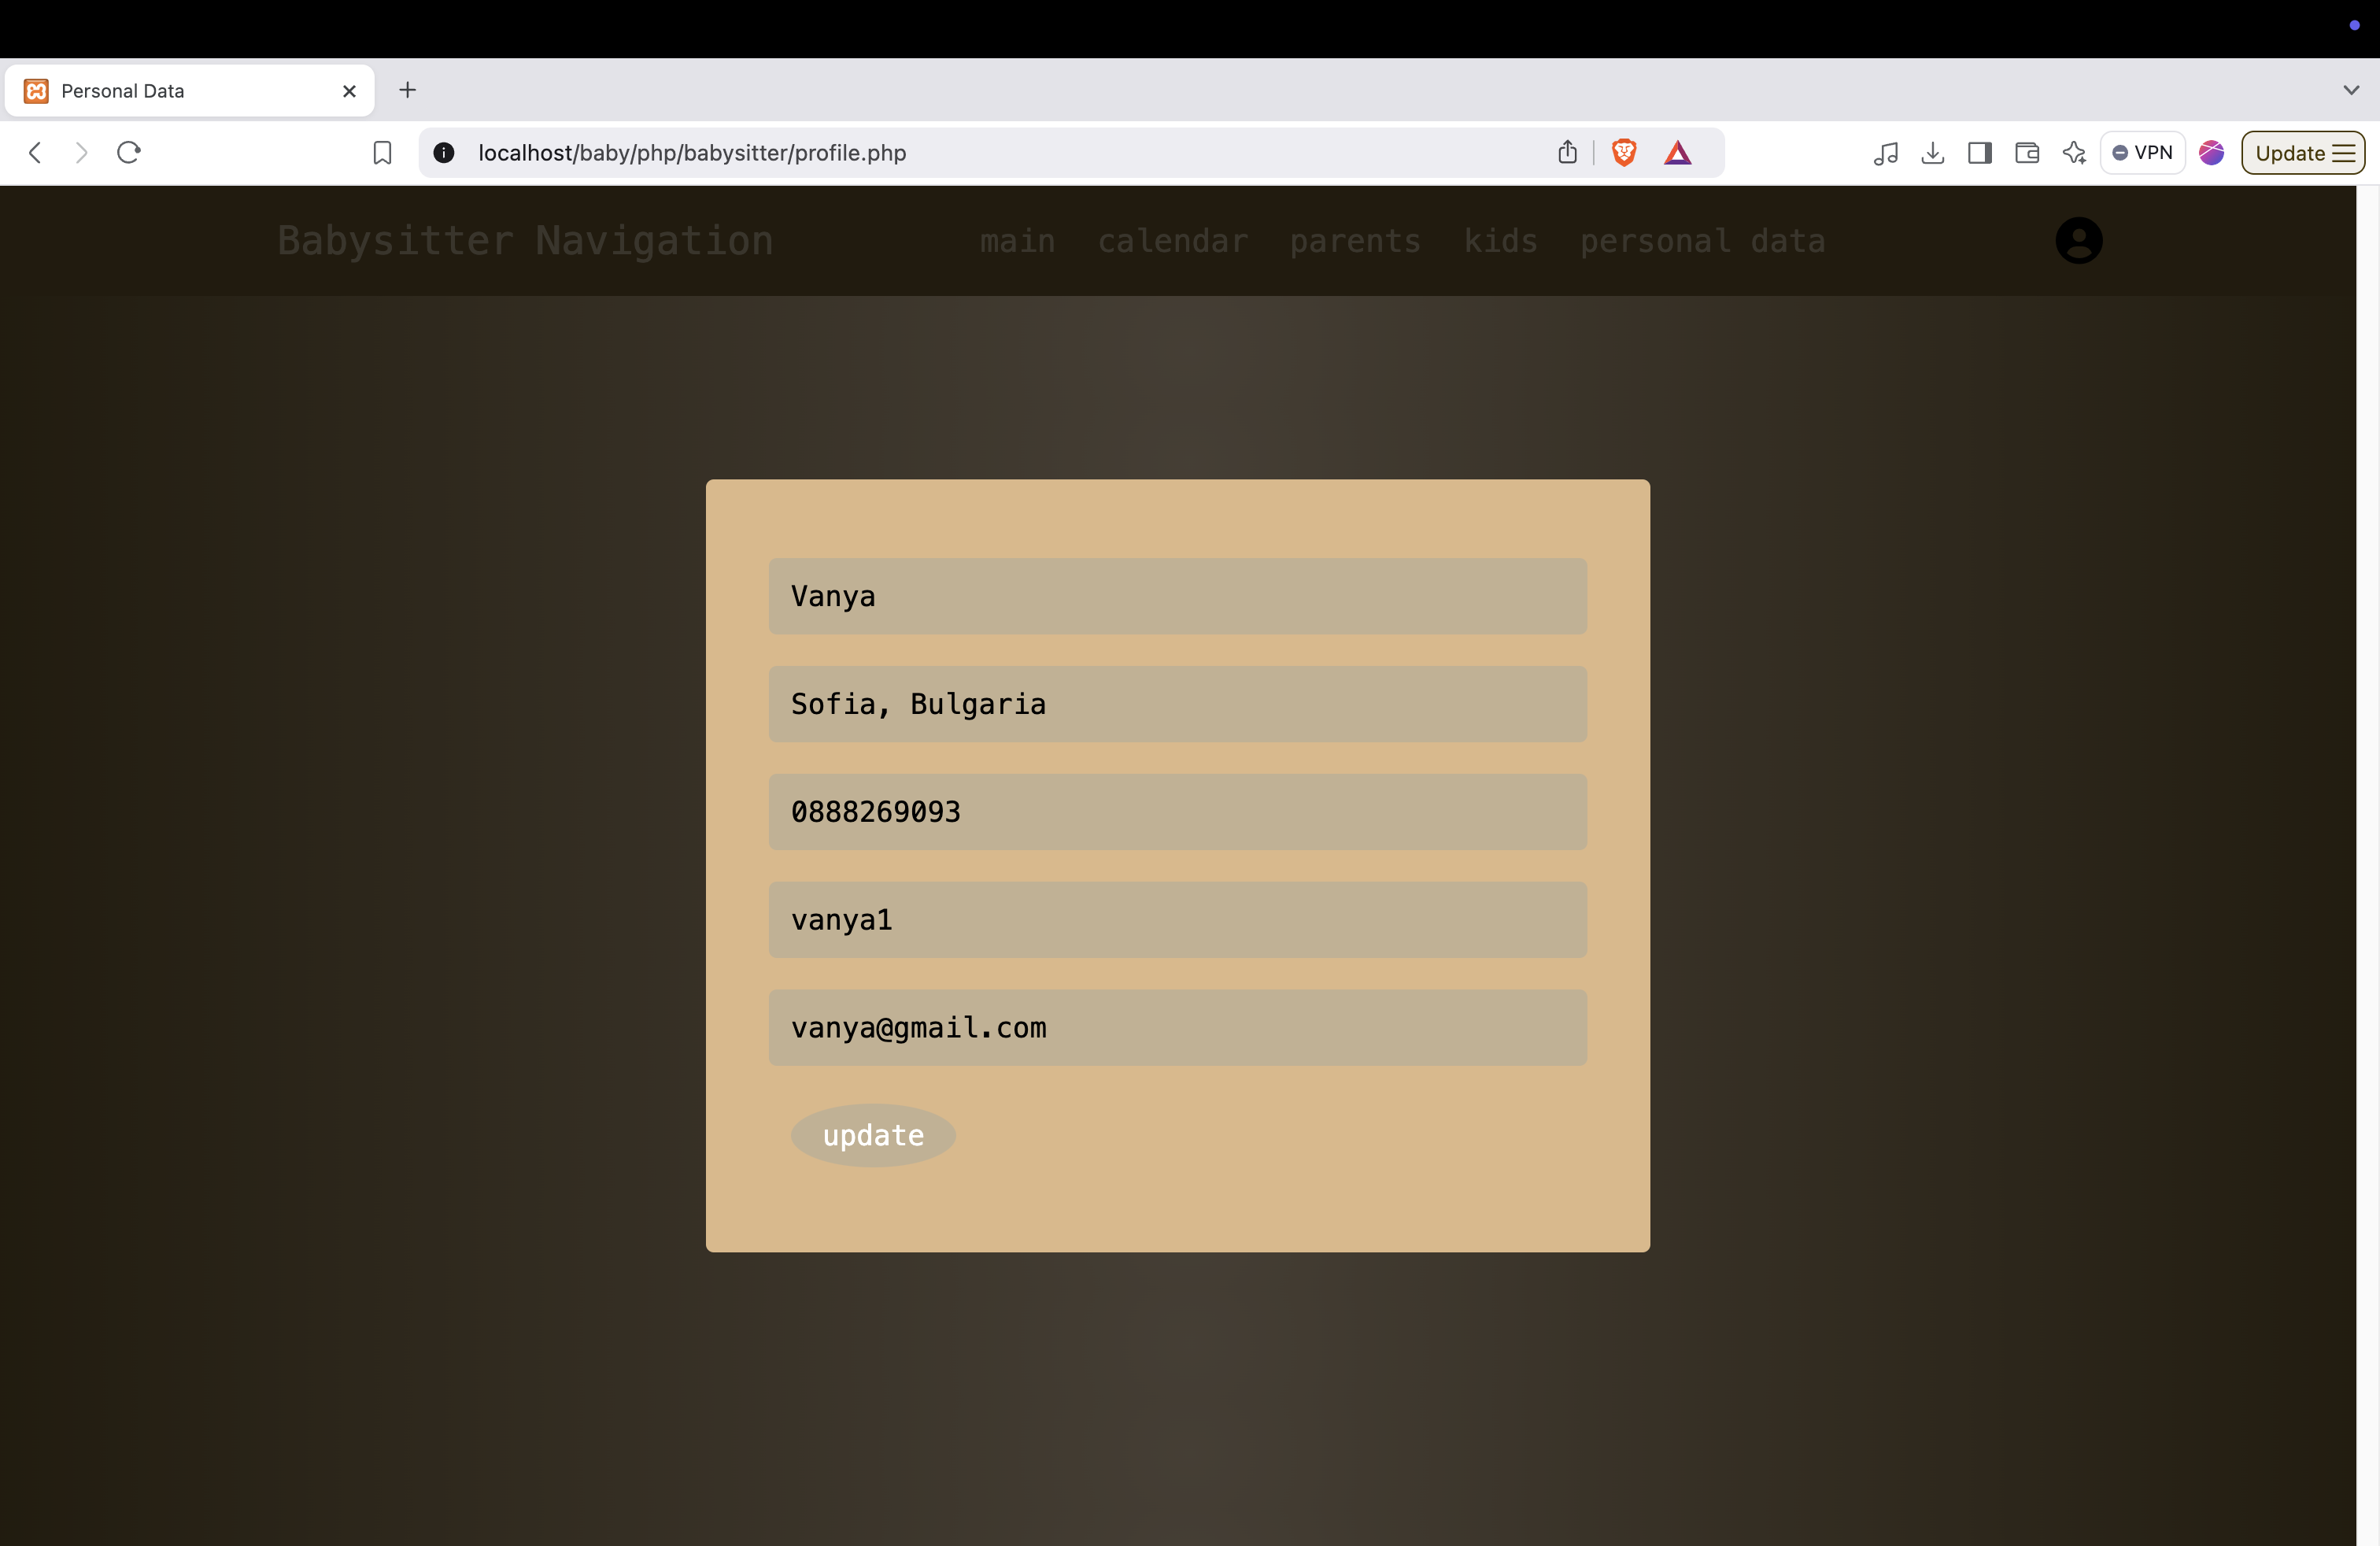 Personal Data
localhost/baby/php/babysitter/profile.php
VPN
Update
Babysitter Navigation
main calendar parents kids personal data
Vanya
Sofia, Bulgaria
0888269093
vanya1
vanya@gmail.com
update